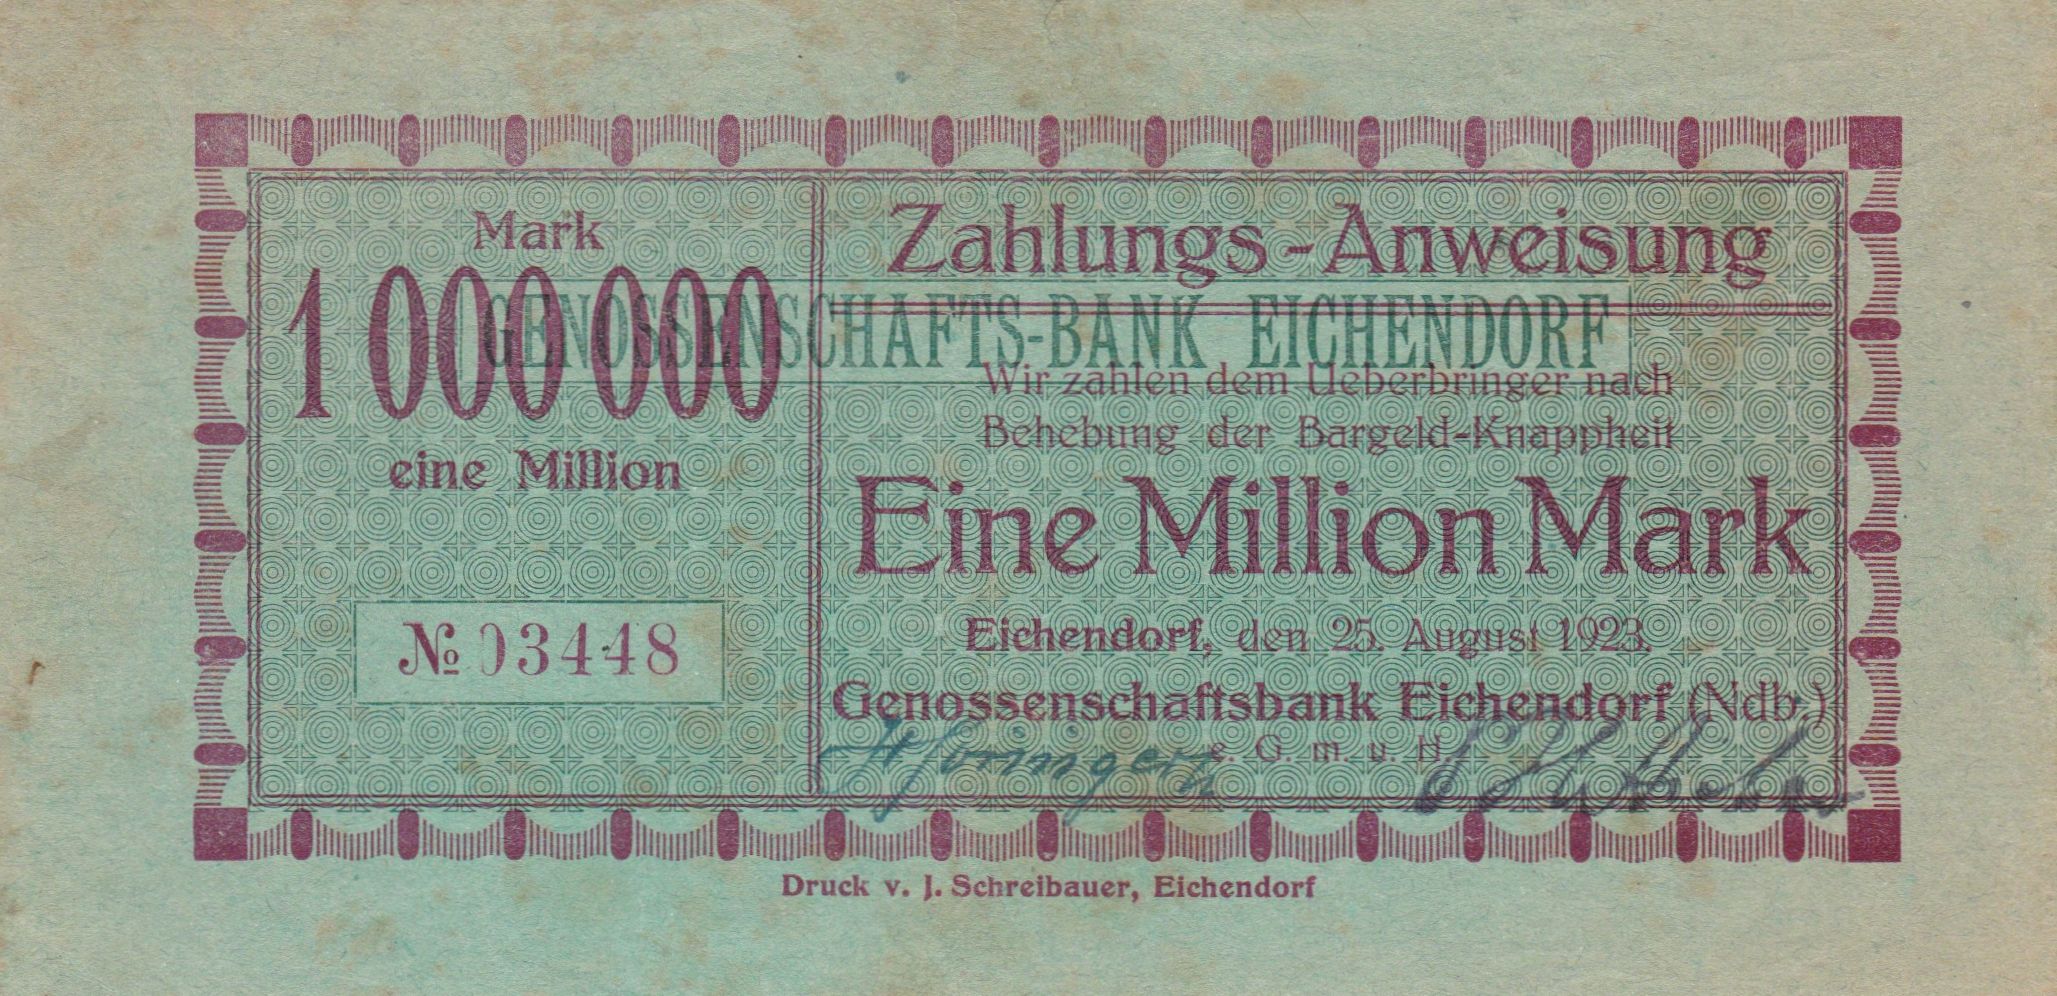 Mark
1 000 000
eine Million
№ 03448
Zahlungs-Anweisung
GENOSSENSCHAFTS-BANK EICHENDORF
Wir zahlen dem Ueberbringer nach
Behebung der Bargeld-Knappheit
Eine Million Mark
Eichendorf, den 25. August 1923.
Genossenschaftsbank Eichendorf (Ndb.)
e. G. m. u. H.
Druck v. J. Schreibauer, Eichendorf